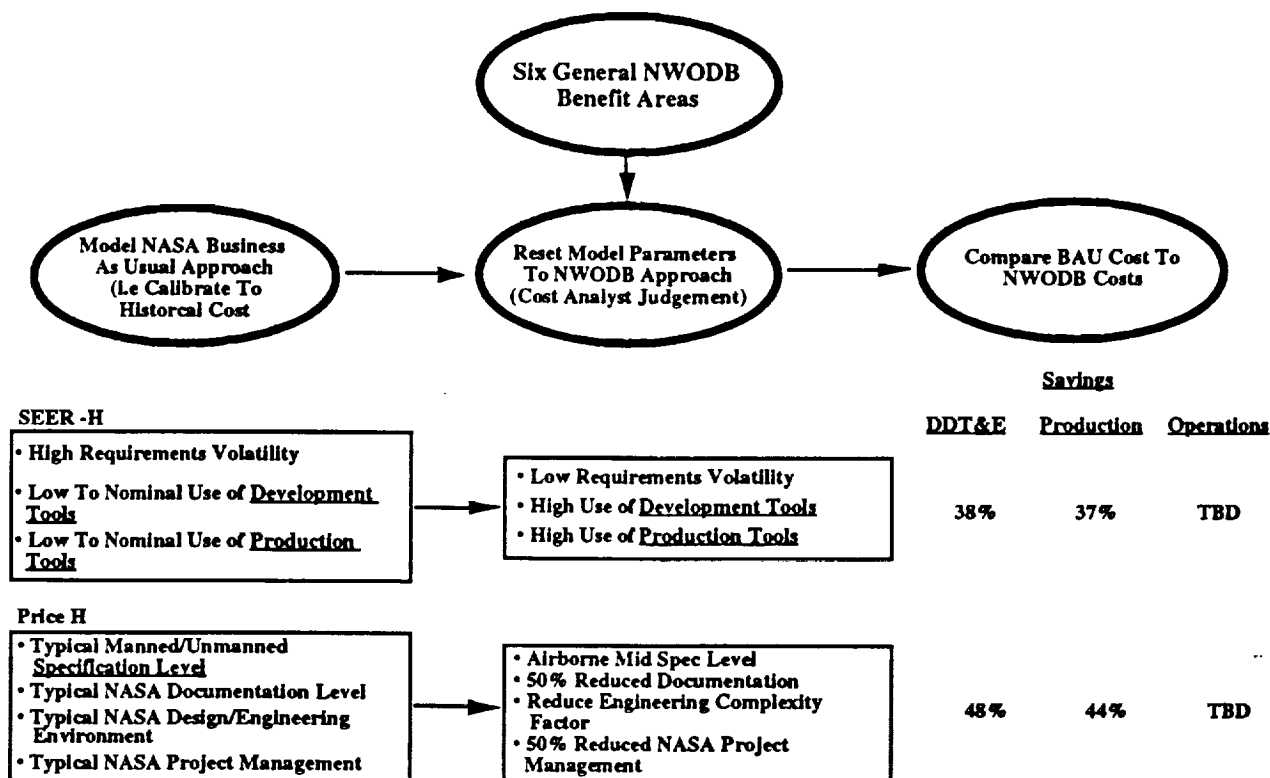 Six General NWODB
Benefit Areas
Model NASA Business
As Usual Approach
(I.e Calibrate To
Historcal Cost
Reset Model Parameters
To NWODB Approach
(Cost Analyst Judgement)
Compare BAU Cost To
NWODB Costs
Savings
DDT&E Production Operations
SEER -H
• High Requirements Volatility
• Low To Nominal Use of Development
Tools
• Low To Nominal Use of Production
Tools
• Low Requirements Volatility
• High Use of Development Tools
• High Use of Production Tools
38% 37% TBD
Price H
• Typical Manned/Unmanned
Specification Level
• Typical NASA Documentation Level
• Typical NASA Design/Engineering
Environment
• Typical NASA Project Management
• Airborne Mid Spec Level
• 50% Reduced Documentation
• Reduce Engineering Complexity
Factor
• 50% Reduced NASA Project
Management
48% 44% TBD